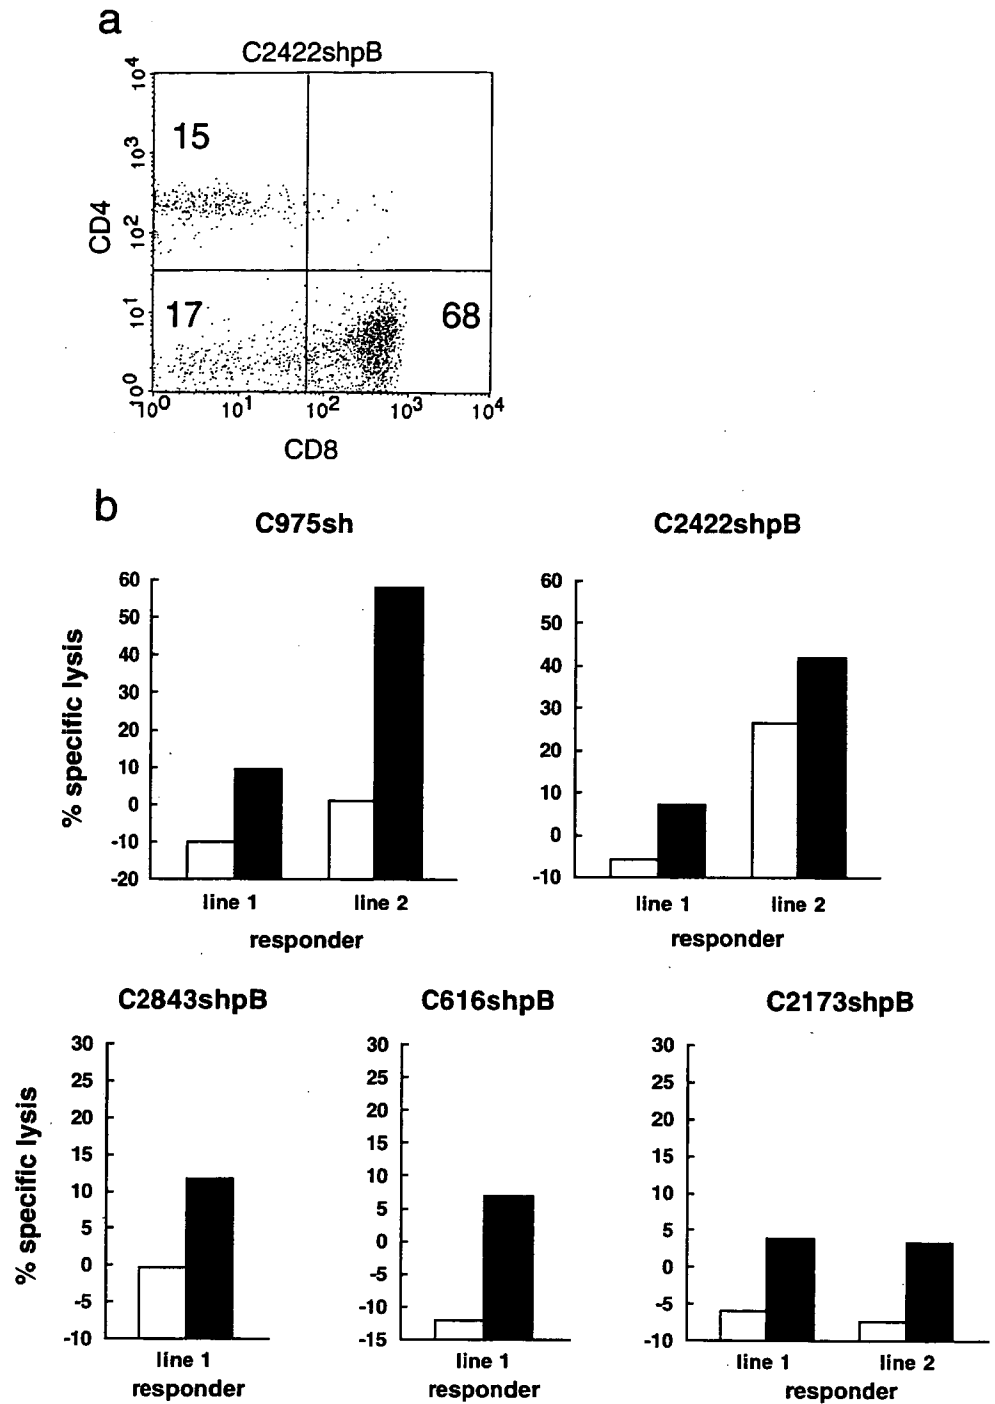 a
C2422shpB
10^4
10^3
10^2
10^1
10^0
CD4
15
17
68
10^0 10^1 10^2 10^3 10^4
CD8
b
C975sh
C2422shpB
% specific lysis
60
50
40
30
20
10
0
-10
-20
line 1 line 2
responder
60
50
40
30
20
10
0
-10
line 1 line 2
responder
C2843shpB
C616shpB
C2173shpB
% specific lysis
30
25
20
15
10
5
0
-5
-10
line 1
responder
30
25
20
15
10
5
0
-5
-10
-15
line 1
responder
30
25
20
15
10
5
0
-5
-10
line 1 line 2
responder